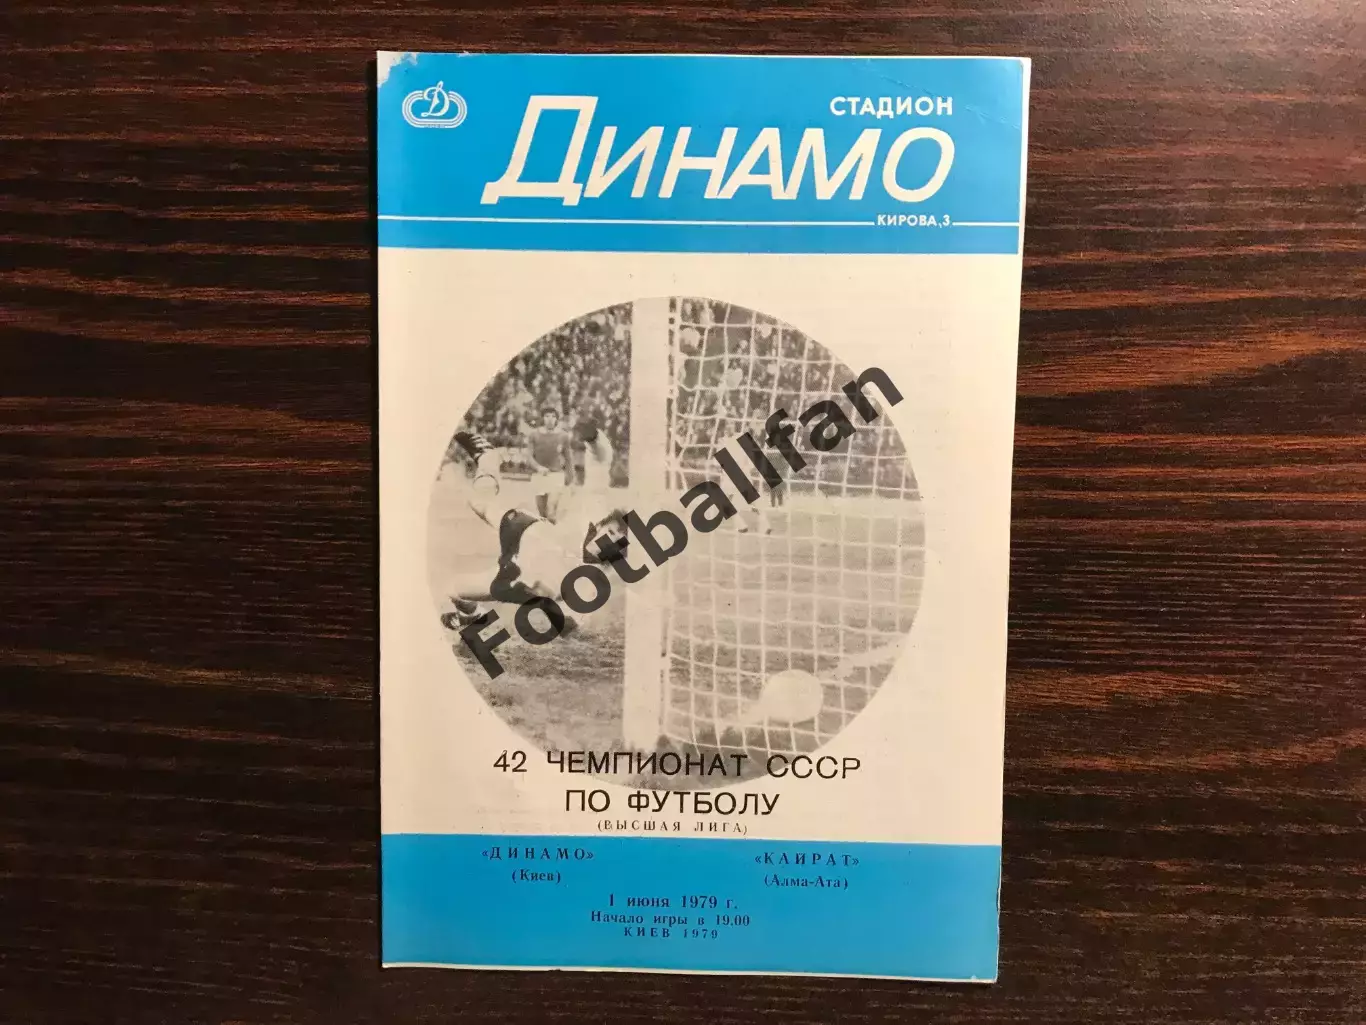 Д
СТАДИОН
ДИНАМО
КИРОВА,3
Footballfan
42 ЧЕМПИОНАТ СССР
ПО ФУТБОЛУ
(ВЫСШАЯ ЛИГА)
«ДИНАМО» «КАЙРАТ»
(Киев) (Алма-Ата)
1 июня 1979 г.
Начало игры в 19.00
КИЕВ 1979